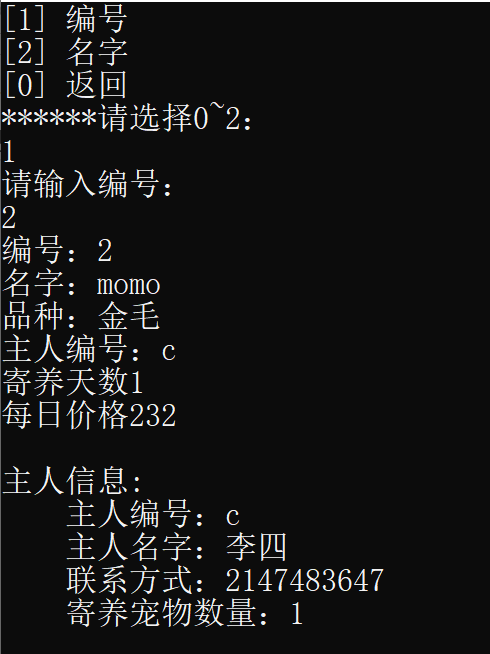 [1] 编号
[2] 名字
[0] 返回
******请选择0~2：
1
请输入编号：
2
编号：2
名字：momo
品种：金毛
主人编号：c
寄养天数1
每日价格232
主人信息:
主人编号：c
主人名字：李四
联系方式：2147483647
寄养宠物数量：1